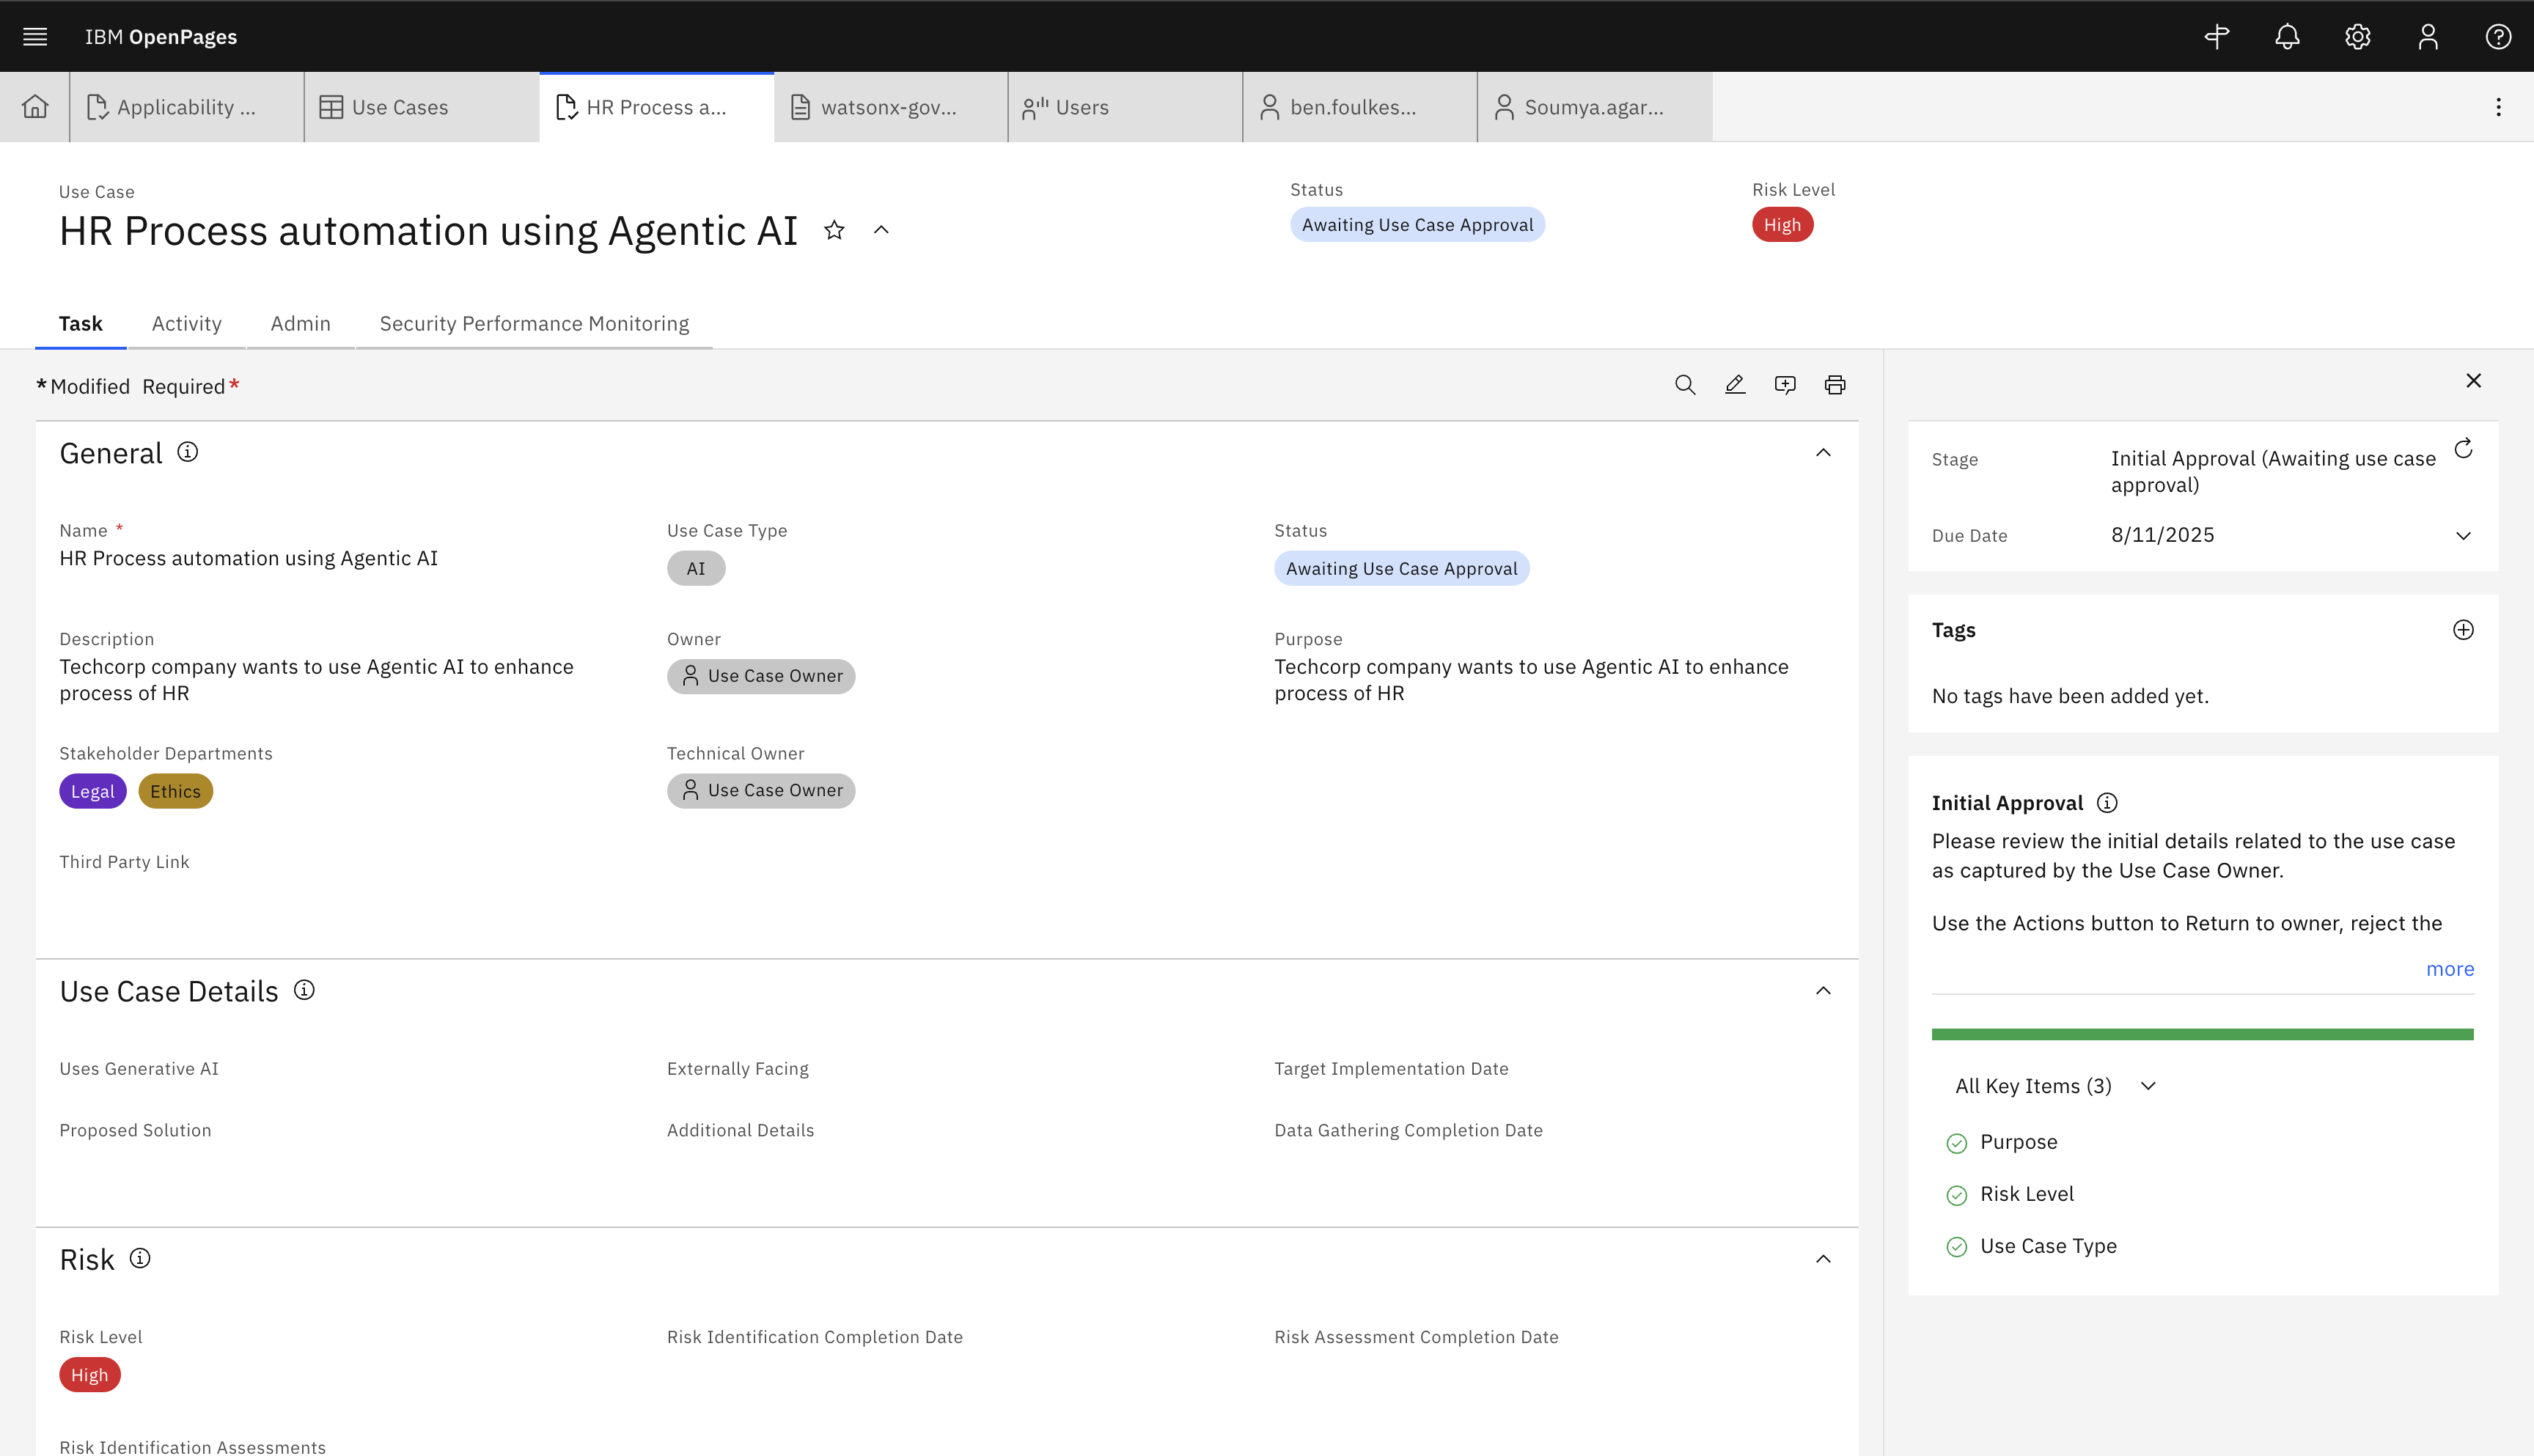 IBM OpenPages
Applicability ...
Use Cases
HR Process a...
watsonx-gov...
Users
ben.foulkes...
Soumya.agar...
Use Case
HR Process automation using Agentic AI
Status
Awaiting Use Case Approval
Risk Level
High
Task
Activity
Admin
Security Performance Monitoring
*Modified Required*
General
Name *
HR Process automation using Agentic AI
Use Case Type
AI
Status
Awaiting Use Case Approval
Description
Techcorp company wants to use Agentic AI to enhance
process of HR
Owner
Use Case Owner
Purpose
Techcorp company wants to use Agentic AI to enhance
process of HR
Stakeholder Departments
Legal
Ethics
Technical Owner
Use Case Owner
Third Party Link
Use Case Details
Uses Generative AI
Externally Facing
Target Implementation Date
Proposed Solution
Additional Details
Data Gathering Completion Date
Risk
Risk Level
High
Risk Identification Completion Date
Risk Assessment Completion Date
Risk Identification Assessments
Stage
Initial Approval (Awaiting use case
approval)
Due Date
8/11/2025
Tags
No tags have been added yet.
Initial Approval
Please review the initial details related to the use case
as captured by the Use Case Owner.
Use the Actions button to Return to owner, reject the
more
All Key Items (3)
Purpose
Risk Level
Use Case Type